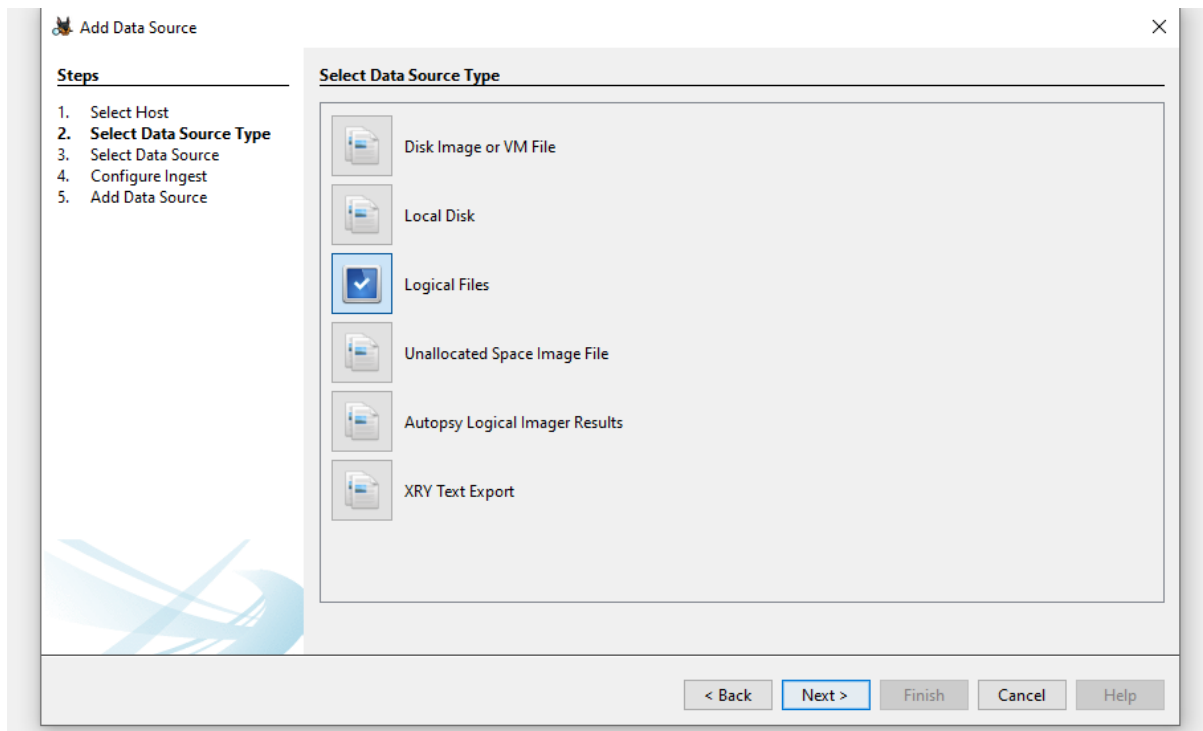 Add Data Source
Steps
1. Select Host
2. Select Data Source Type
3. Select Data Source
4. Configure Ingest
5. Add Data Source
Select Data Source Type
Disk Image or VM File
Local Disk
Logical Files
Unallocated Space Image File
Autopsy Logical Imager Results
XRY Text Export
< Back Next > Finish Cancel Help